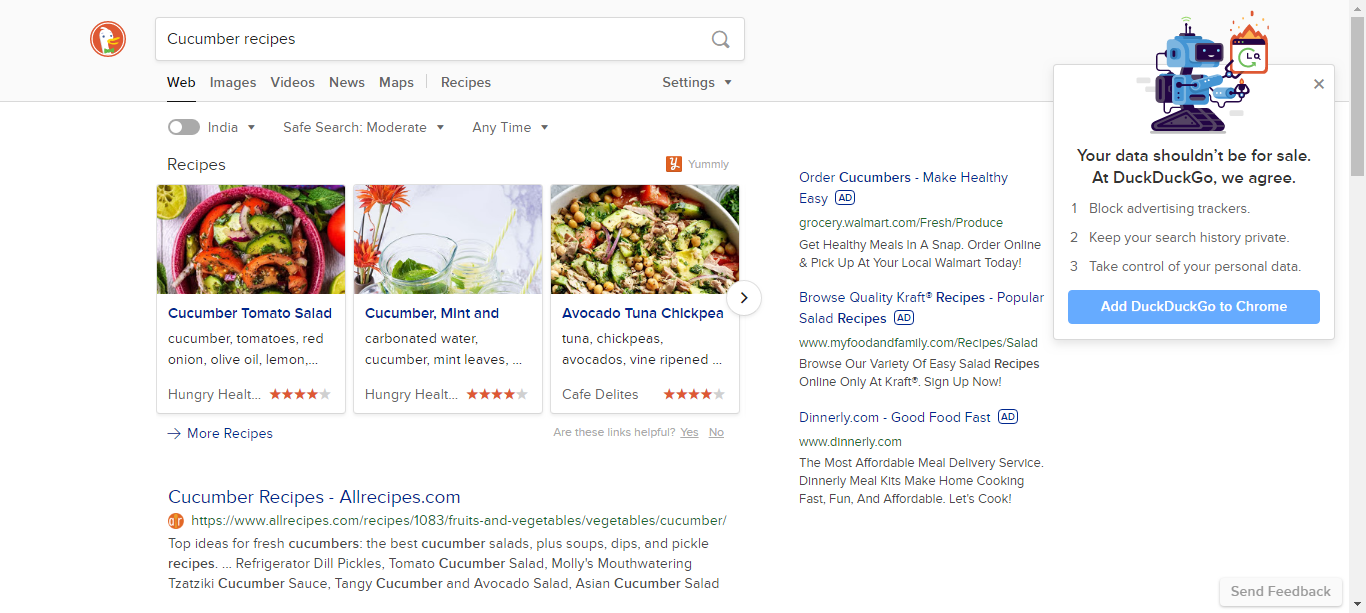 Cucumber recipes
Web Images Videos News Maps Recipes Settings
India Safe Search: Moderate Any Time
Recipes
Yummly
Cucumber Tomato Salad
cucumber, tomatoes, red
onion, olive oil, lemon,...
Hungry Healt...
Cucumber, Mint and
carbonated water,
cucumber, mint leaves, ...
Hungry Healt...
Avocado Tuna Chickpea
tuna, chickpeas,
avocados, vine ripened ...
Cafe Delites
More Recipes
Are these links helpful? Yes No
Cucumber Recipes - Allrecipes.com
https://www.allrecipes.com/recipes/1083/fruits-and-vegetables/vegetables/cucumber/
Top ideas for fresh cucumbers: the best cucumber salads, plus soups, dips, and pickle
recipes. ... Refrigerator Dill Pickles, Tomato Cucumber Salad, Molly's Mouthwatering
Tzatziki Cucumber Sauce, Tangy Cucumber and Avocado Salad, Asian Cucumber Salad
Order Cucumbers - Make Healthy
Easy AD
grocery.walmart.com/Fresh/Produce
Get Healthy Meals In A Snap. Order Online
& Pick Up At Your Local Walmart Today!
Browse Quality Kraft® Recipes - Popular
Salad Recipes AD
www.myfoodandfamily.com/Recipes/Salad
Browse Our Variety Of Easy Salad Recipes
Online Only At Kraft®. Sign Up Now!
Dinnerly.com - Good Food Fast AD
www.dinnerly.com
The Most Affordable Meal Delivery Service.
Dinnerly Meal Kits Make Home Cooking
Fast, Fun, And Affordable. Let's Cook!
Your data shouldn’t be for sale.
At DuckDuckGo, we agree.
1 Block advertising trackers.
2 Keep your search history private.
3 Take control of your personal data.
Add DuckDuckGo to Chrome
Send Feedback